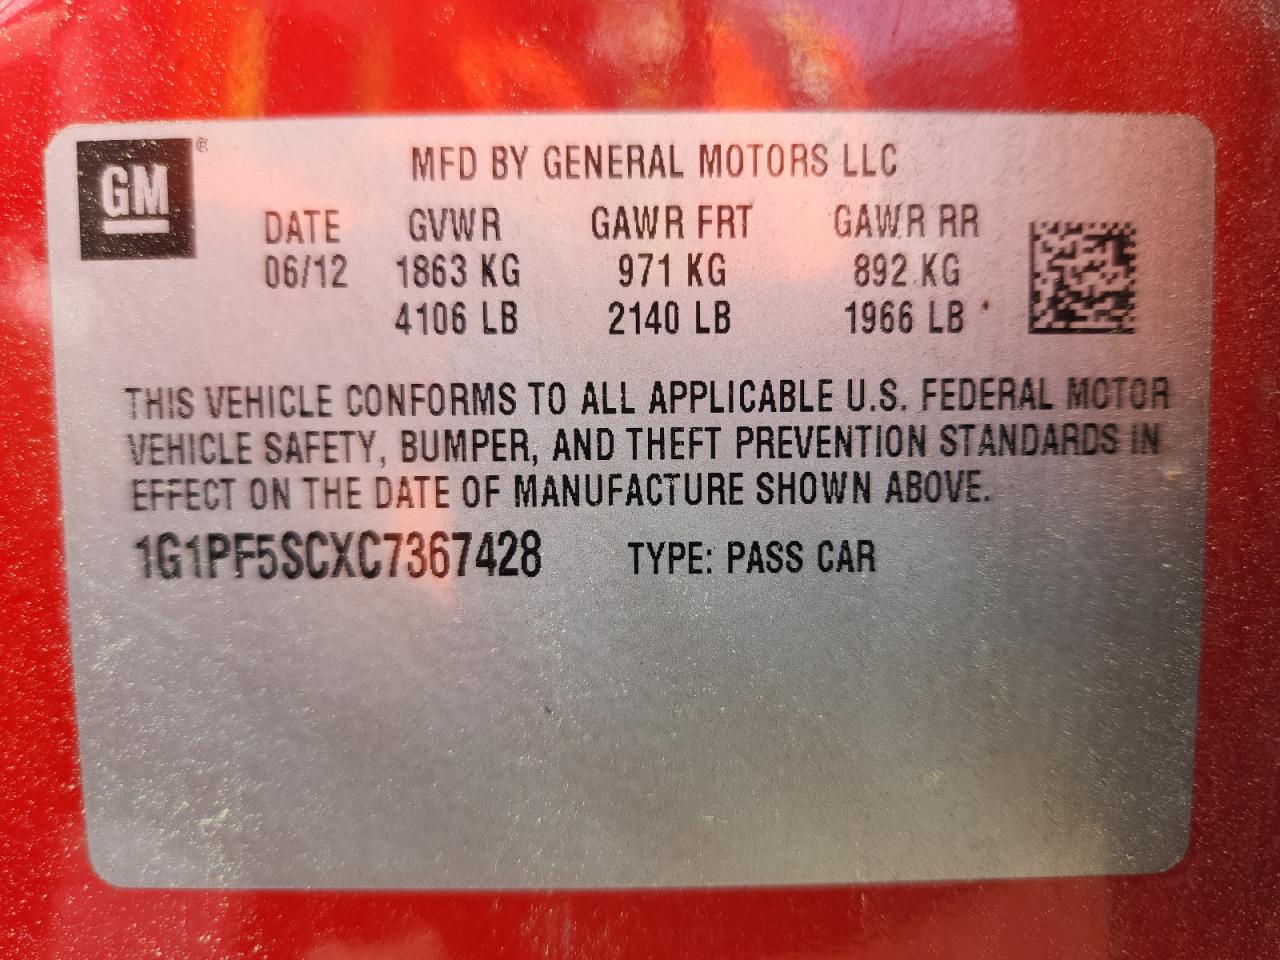 GM ®
MFD BY GENERAL MOTORS LLC
DATE GVWR GAWR FRT GAWR RR
06/12 1863 KG 971 KG 892 KG
4106 LB 2140 LB 1966 LB
THIS VEHICLE CONFORMS TO ALL APPLICABLE U.S. FEDERAL MOTOR
VEHICLE SAFETY, BUMPER, AND THEFT PREVENTION STANDARDS IN
EFFECT ON THE DATE OF MANUFACTURE SHOWN ABOVE.
1G1PF5SCXC7367428 TYPE: PASS CAR